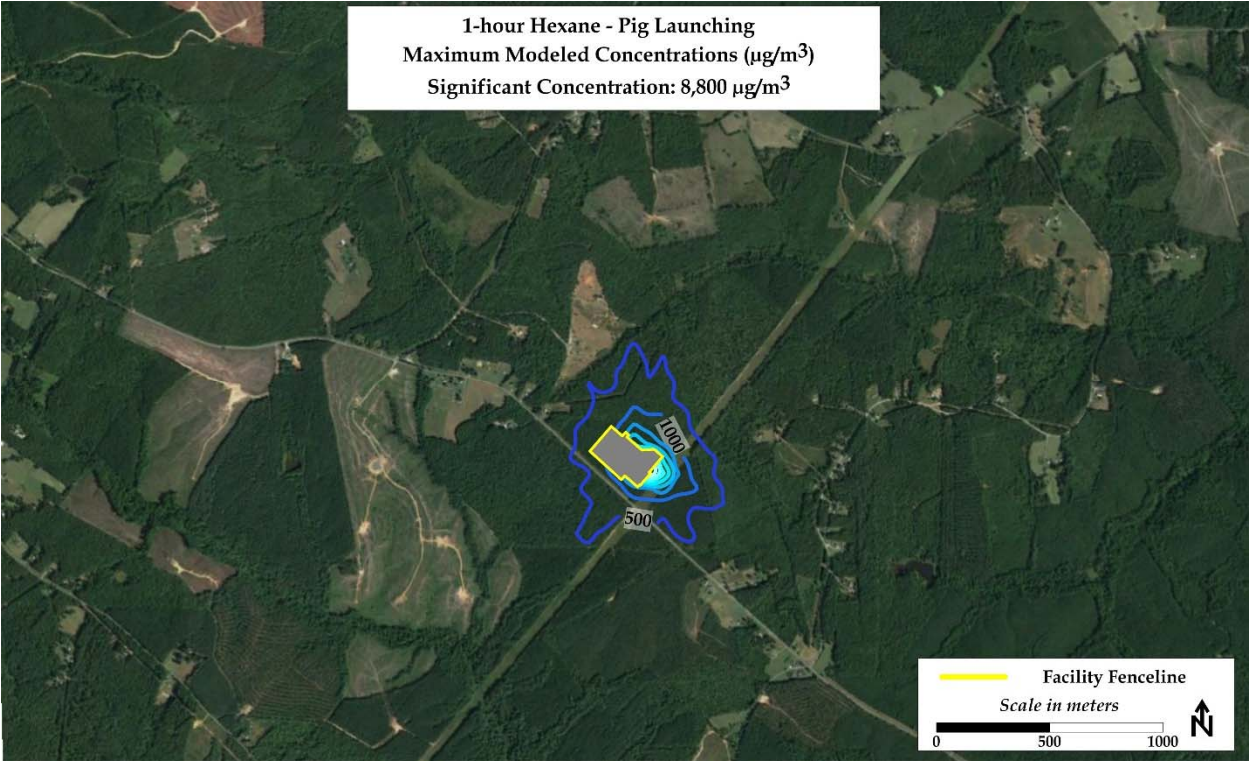 1-hour Hexane - Pig Launching
Maximum Modeled Concentrations (µg/m³)
Significant Concentration: 8,800 µg/m³
1000
500
Facility Fenceline
Scale in meters
N
0 500 1000